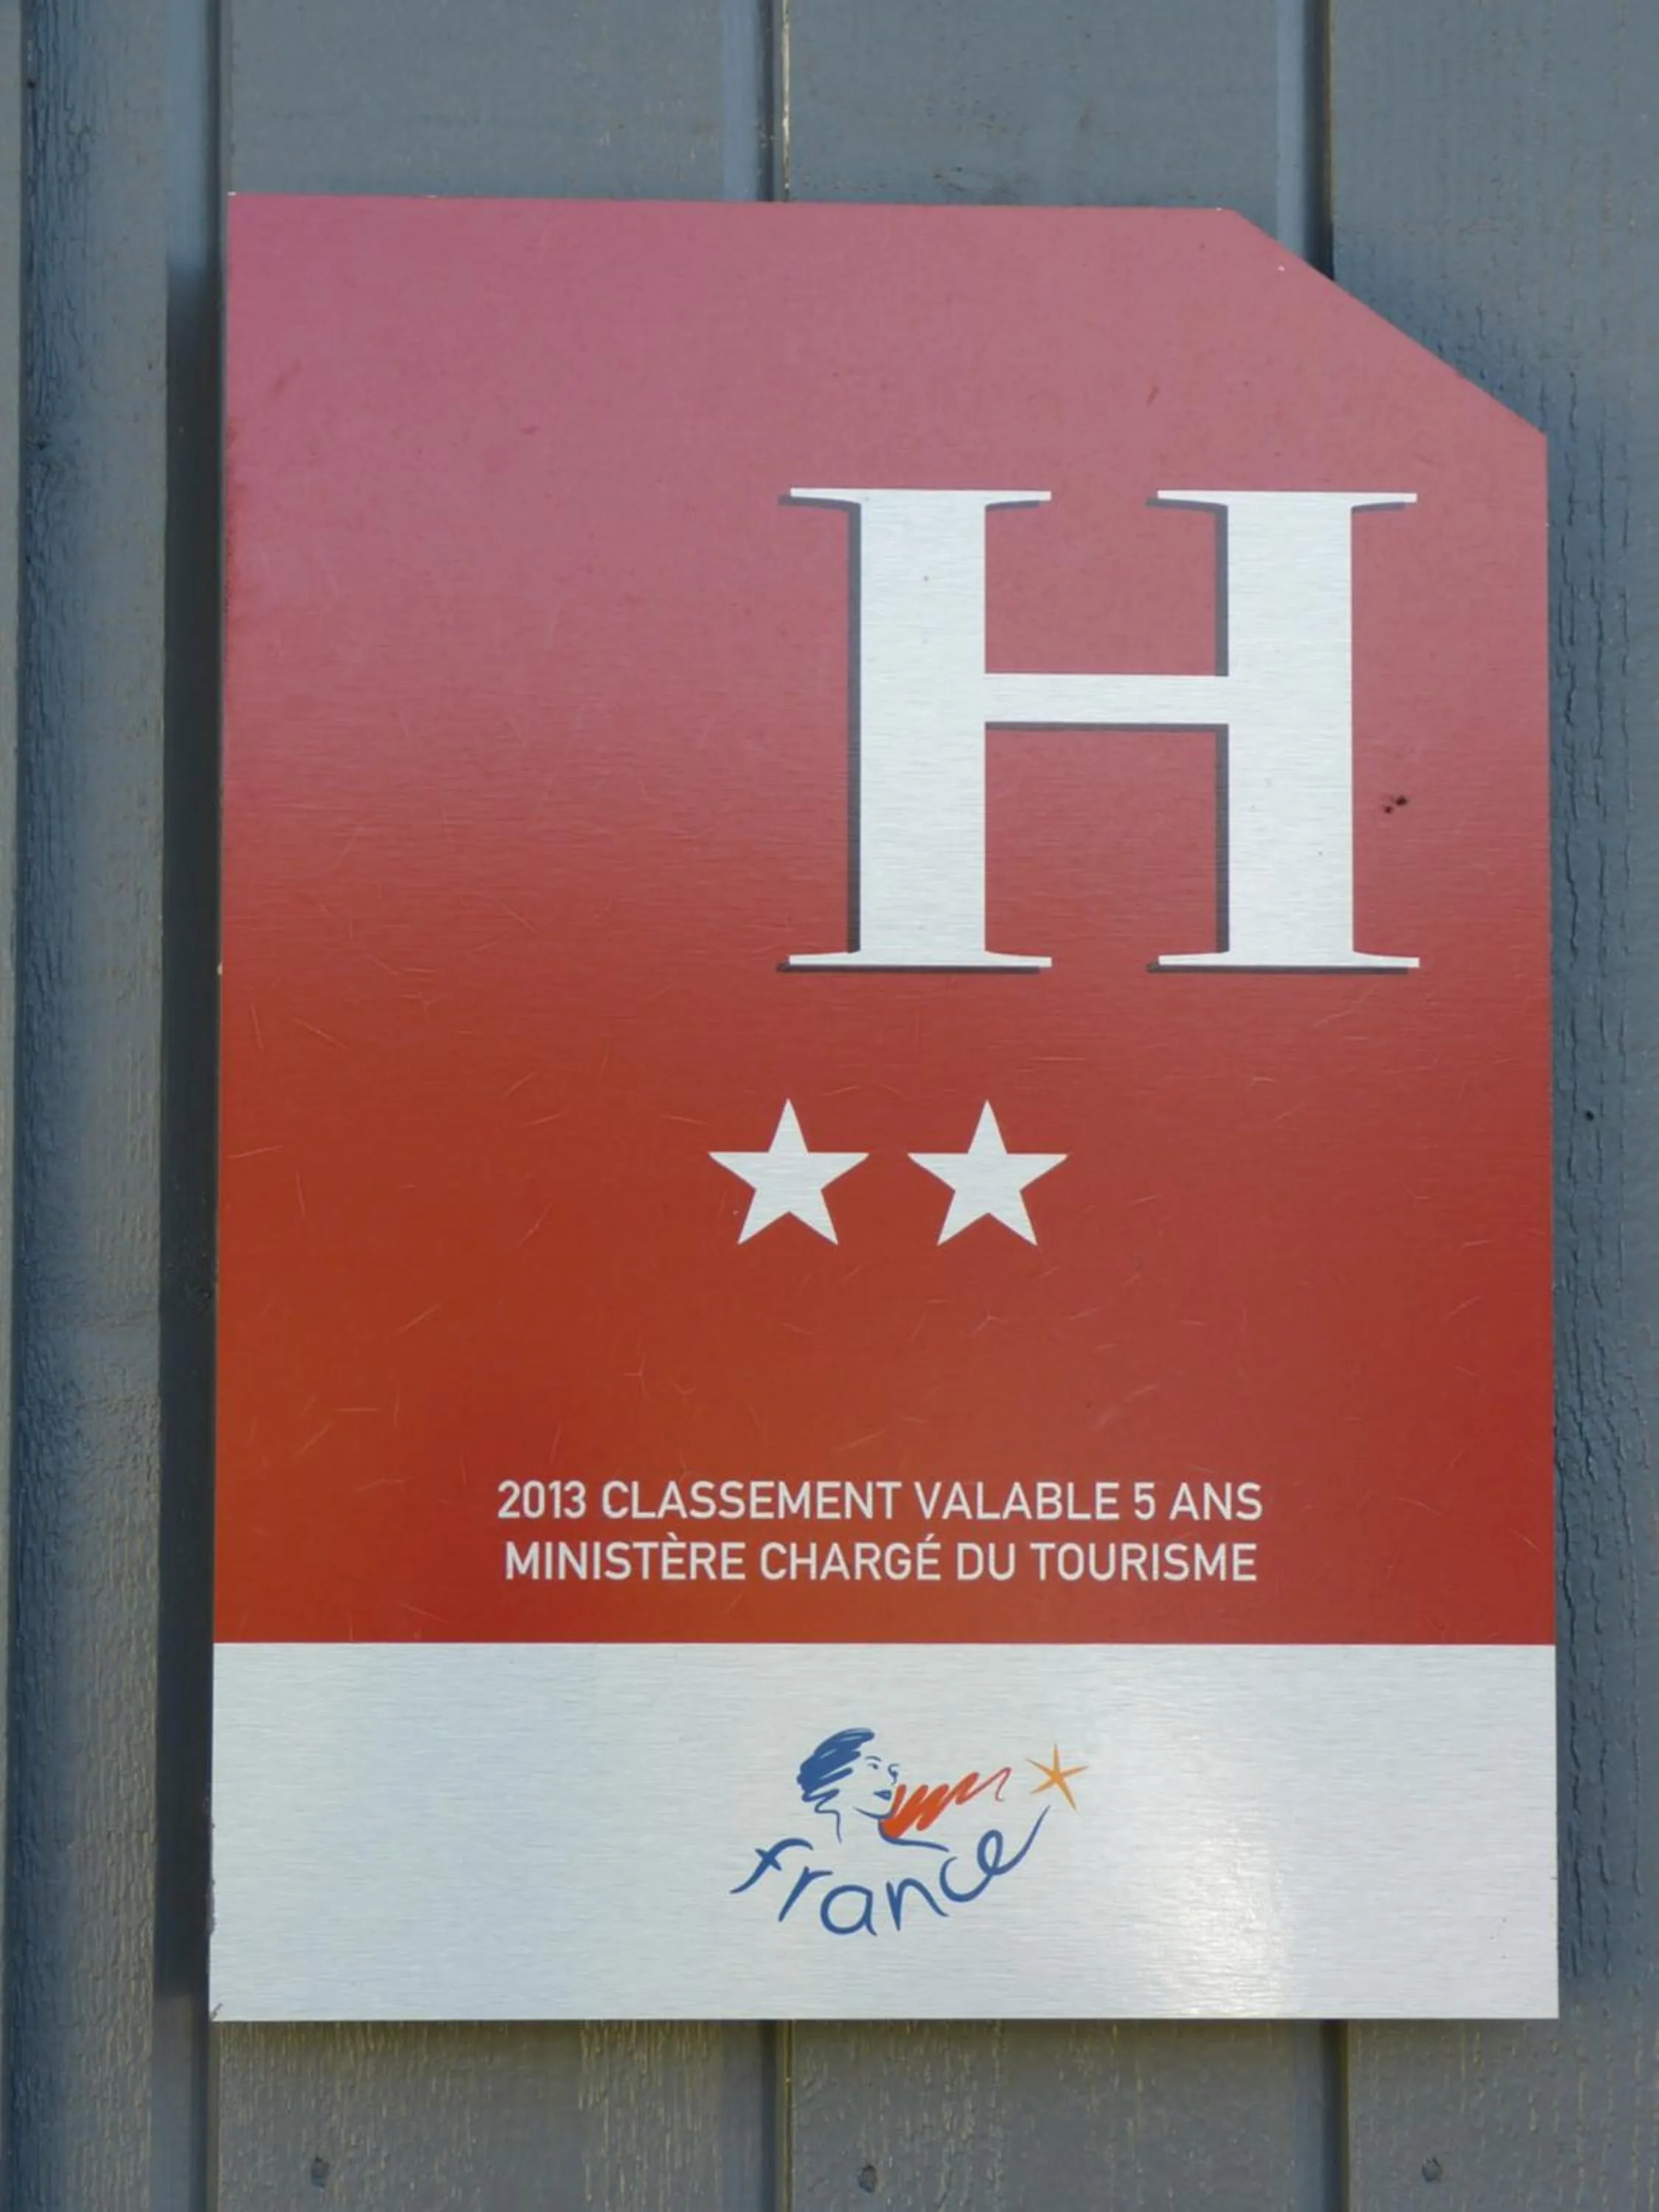 H
2013 CLASSEMENT VALABLE 5 ANS
MINISTÈRE CHARGÉ DU TOURISME
france